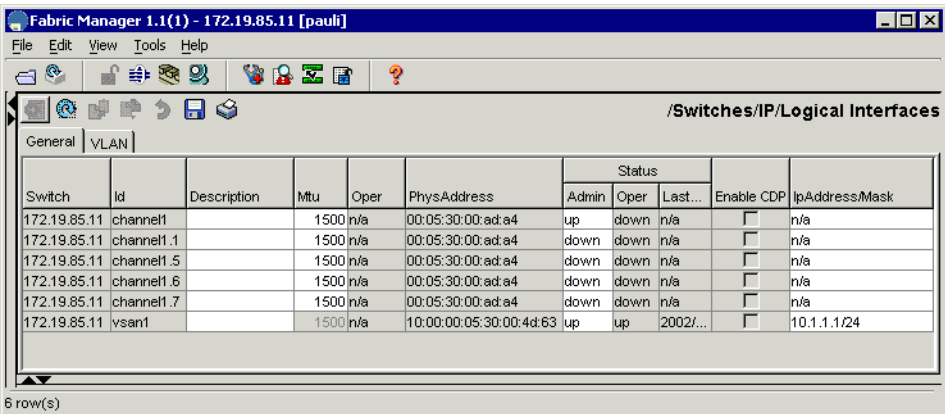 Fabric Manager 1.1(1) - 172.19.85.11 [pauli]
File Edit View Tools Help
/Switches/IP/Logical Interfaces
General VLAN
Status
Switch Id Description Mtu Oper PhysAddress Admin Oper Last... Enable CDP IpAddress/Mask
172.19.85.11 channel1 1500 n/a 00:05:30:00:ad:a4 up down n/a n/a
172.19.85.11 channel1.1 1500 n/a 00:05:30:00:ad:a4 down down n/a n/a
172.19.85.11 channel1.5 1500 n/a 00:05:30:00:ad:a4 down down n/a n/a
172.19.85.11 channel1.6 1500 n/a 00:05:30:00:ad:a4 down down n/a n/a
172.19.85.11 channel1.7 1500 n/a 00:05:30:00:ad:a4 down down n/a n/a
172.19.85.11 vsan1 1500 n/a 10:00:00:05:30:00:4d:63 up up 2002/... 10.1.1.1/24
6 row(s)